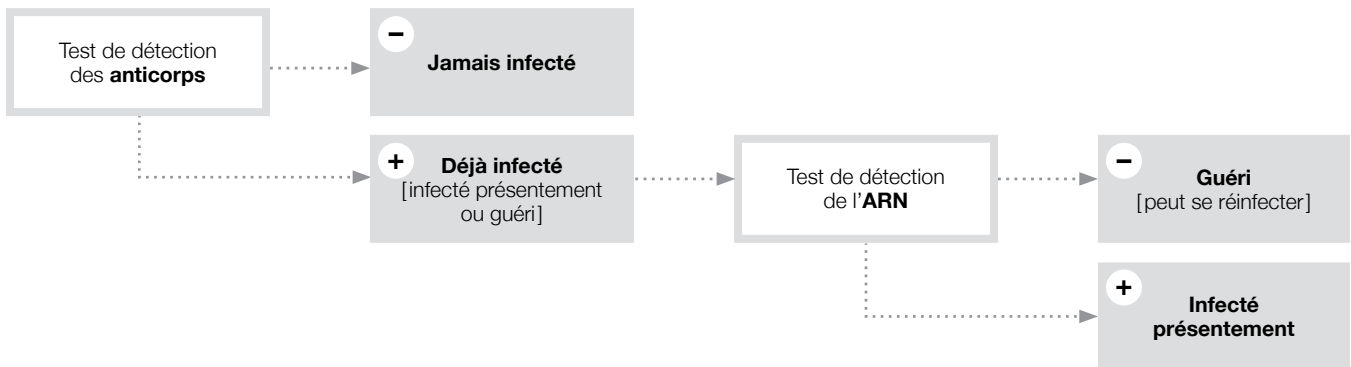 Test de détection
des anticorps
−
Jamais infecté
+
Déjà infecté
[infecté présentement
ou guéri]
Test de détection
de l'ARN
−
Guéri
[peut se réinfecter]
+
Infecté
présentement